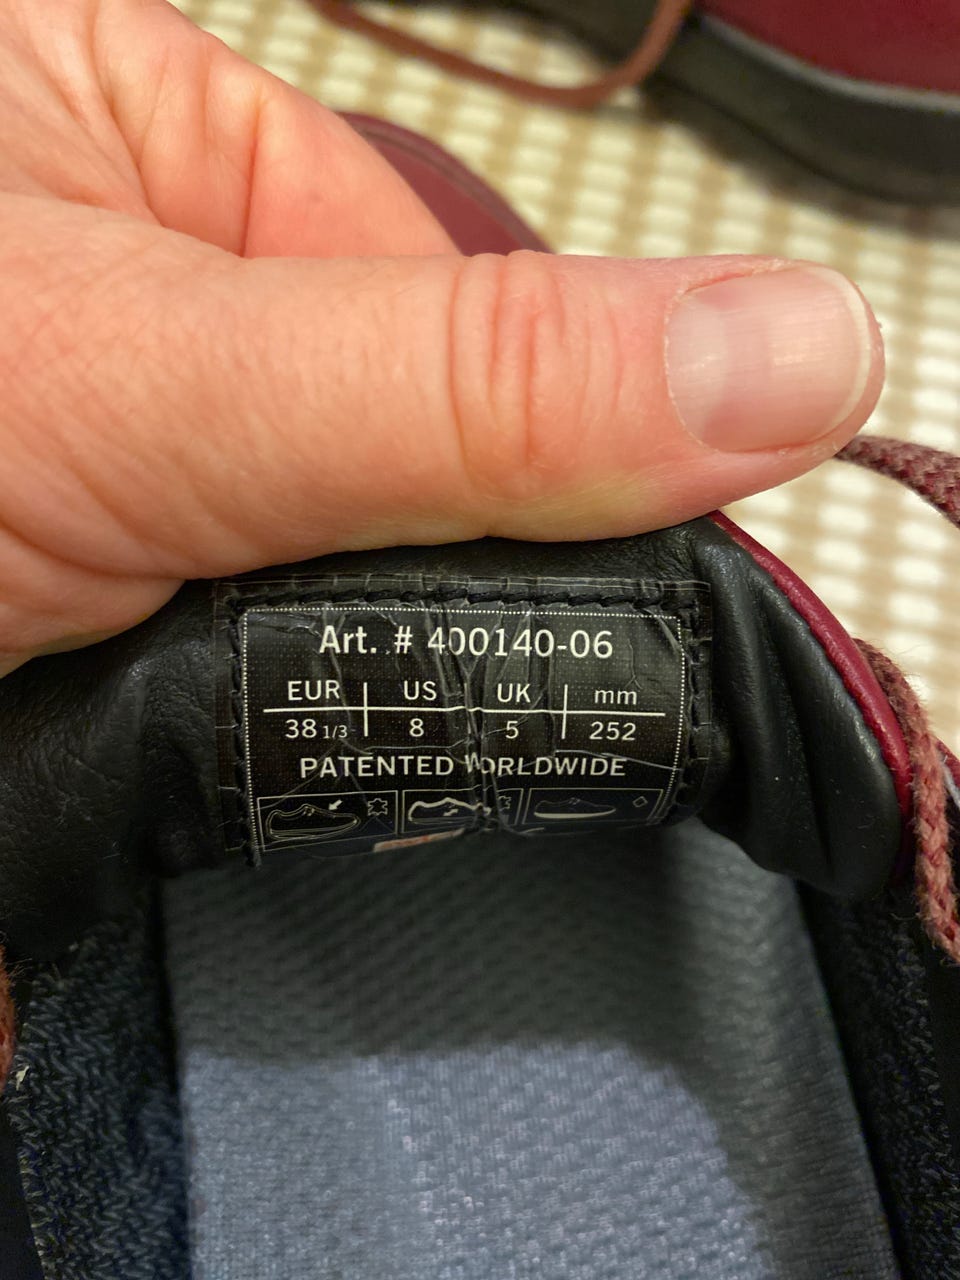 Art. # 400140-06
EUR | US | UK | mm
38 1/3 | 8 | 5 | 252
PATENTED WORLDWIDE